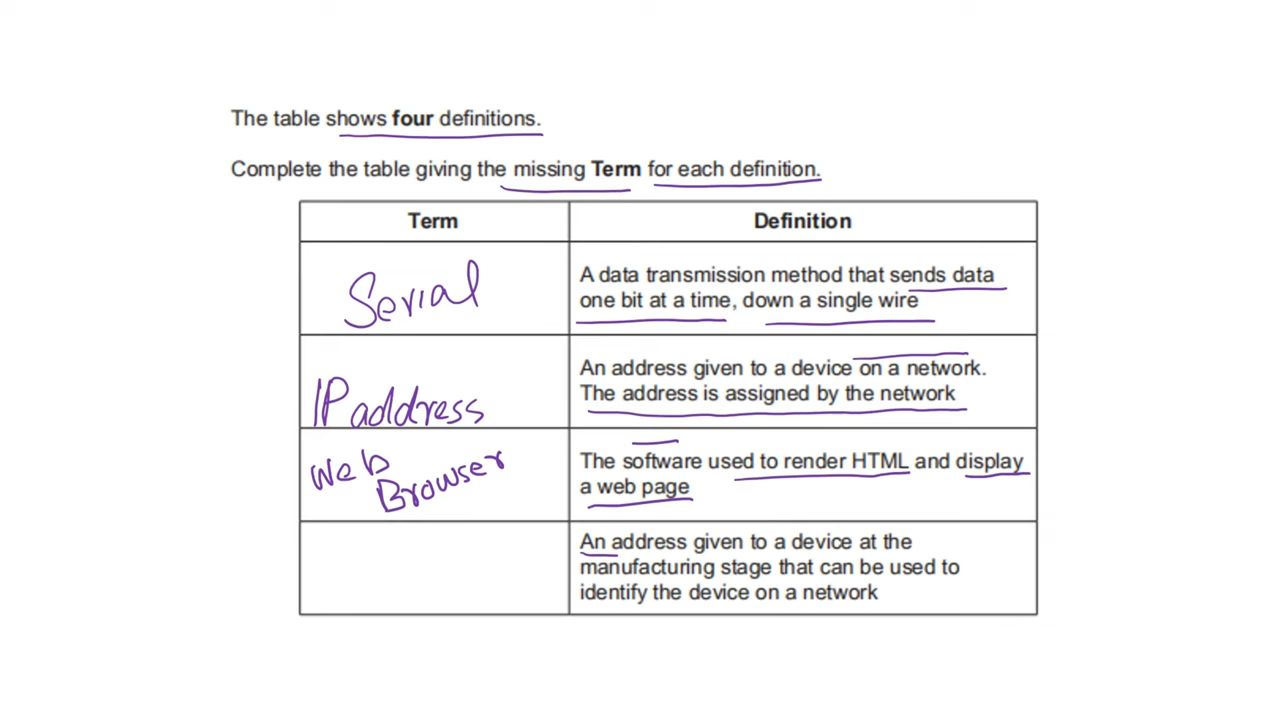 The table shows four definitions.
Complete the table giving the missing Term for each definition.
Term
Definition
Serial
A data transmission method that sends data
one bit at a time, down a single wire
IP address
An address given to a device on a network.
The address is assigned by the network
Web
Browser
The software used to render HTML and display
a web page
An address given to a device at the
manufacturing stage that can be used to
identify the device on a network